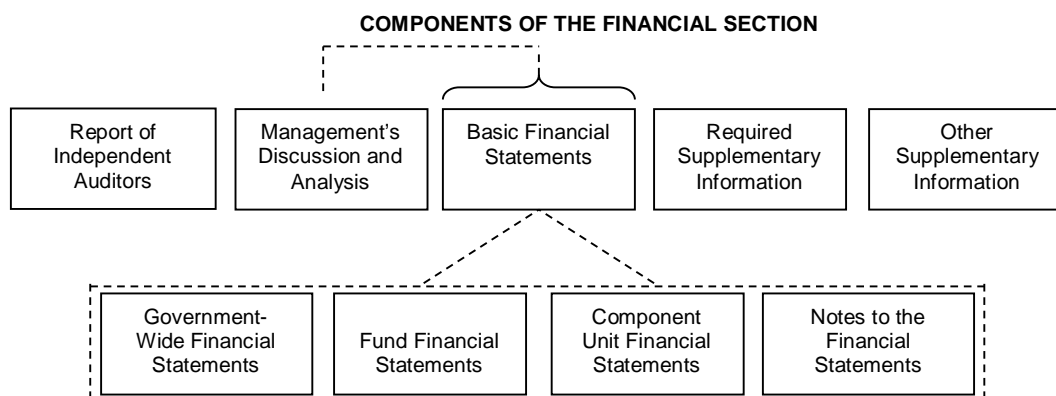 COMPONENTS OF THE FINANCIAL SECTION
Report of
Independent
Auditors
Management’s
Discussion and
Analysis
Basic Financial
Statements
Required
Supplementary
Information
Other
Supplementary
Information
Government-
Wide Financial
Statements
Fund Financial
Statements
Component
Unit Financial
Statements
Notes to the
Financial
Statements